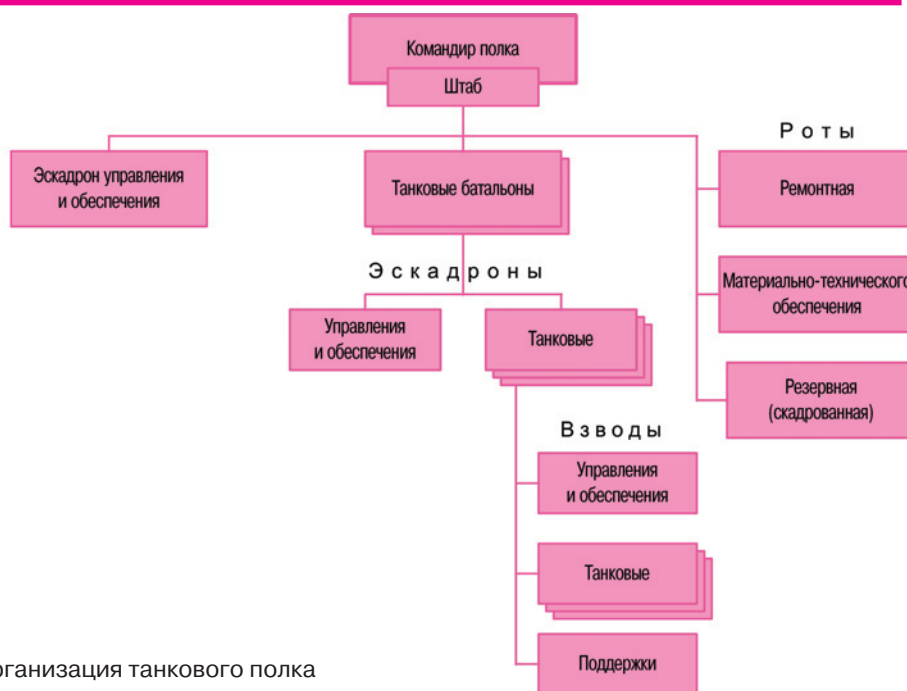 Командир полка
Штаб
Роты
Эскадрон управления
и обеспечения
Танковые батальоны
Ремонтная
Эскадроны
Материально-технического
обеспечения
Управления
и обеспечения
Танковые
Резервная
(скадрованная)
Взводы
Управления
и обеспечения
Танковые
Поддержки
рганизация танкового полка